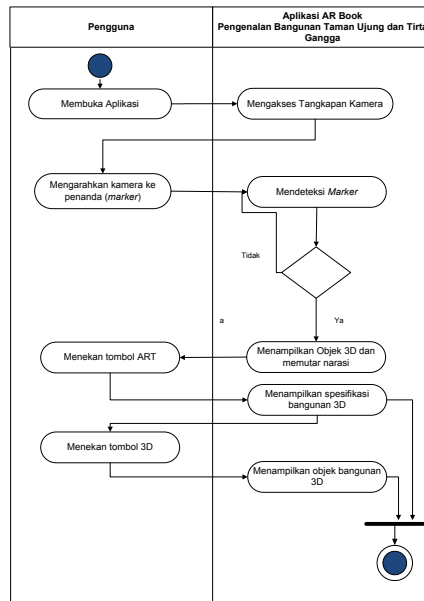 Pengguna
Aplikasi AR Book
Pengenalan Bangunan Taman Ujung dan Tirta
Gangga
Membuka Aplikasi
Mengakses Tangkapan Kamera
Mengarahkan kamera ke
penanda (marker)
Mendeteksi Marker
Tidak
a
Ya
Menekan tombol ART
Menampilkan Objek 3D dan
memutar narasi
Menampilkan spesifikasi
bangunan 3D
Menekan tombol 3D
Menampilkan objek bangunan
3D